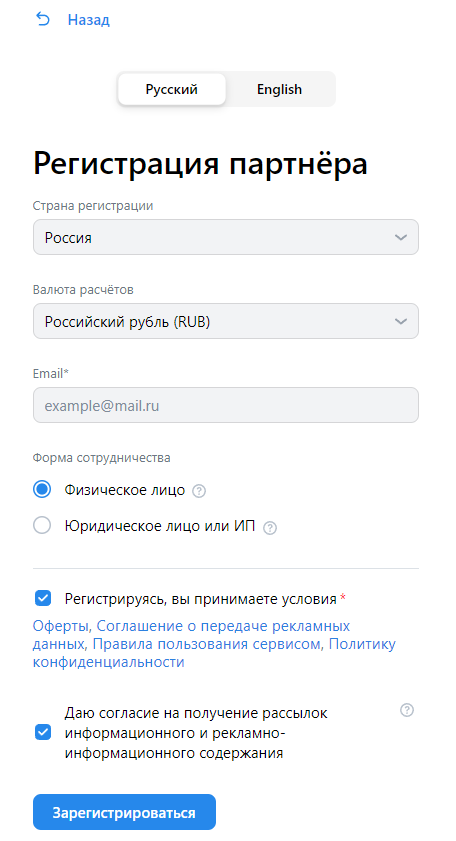 Назад
Русский English
Регистрация партнёра
Страна регистрации
Россия
Валюта расчётов
Российский рубль (RUB)
Email*
example@mail.ru
Форма сотрудничества
Физическое лицо ?
Юридическое лицо или ИП ?
Регистрируясь, вы принимаете условия *
Оферты, Соглашение о передаче рекламных
данных, Правила пользования сервисом, Политику
конфиденциальности
Даю согласие на получение рассылок ?
информационного и рекламно-
информационного содержания
Зарегистрироваться